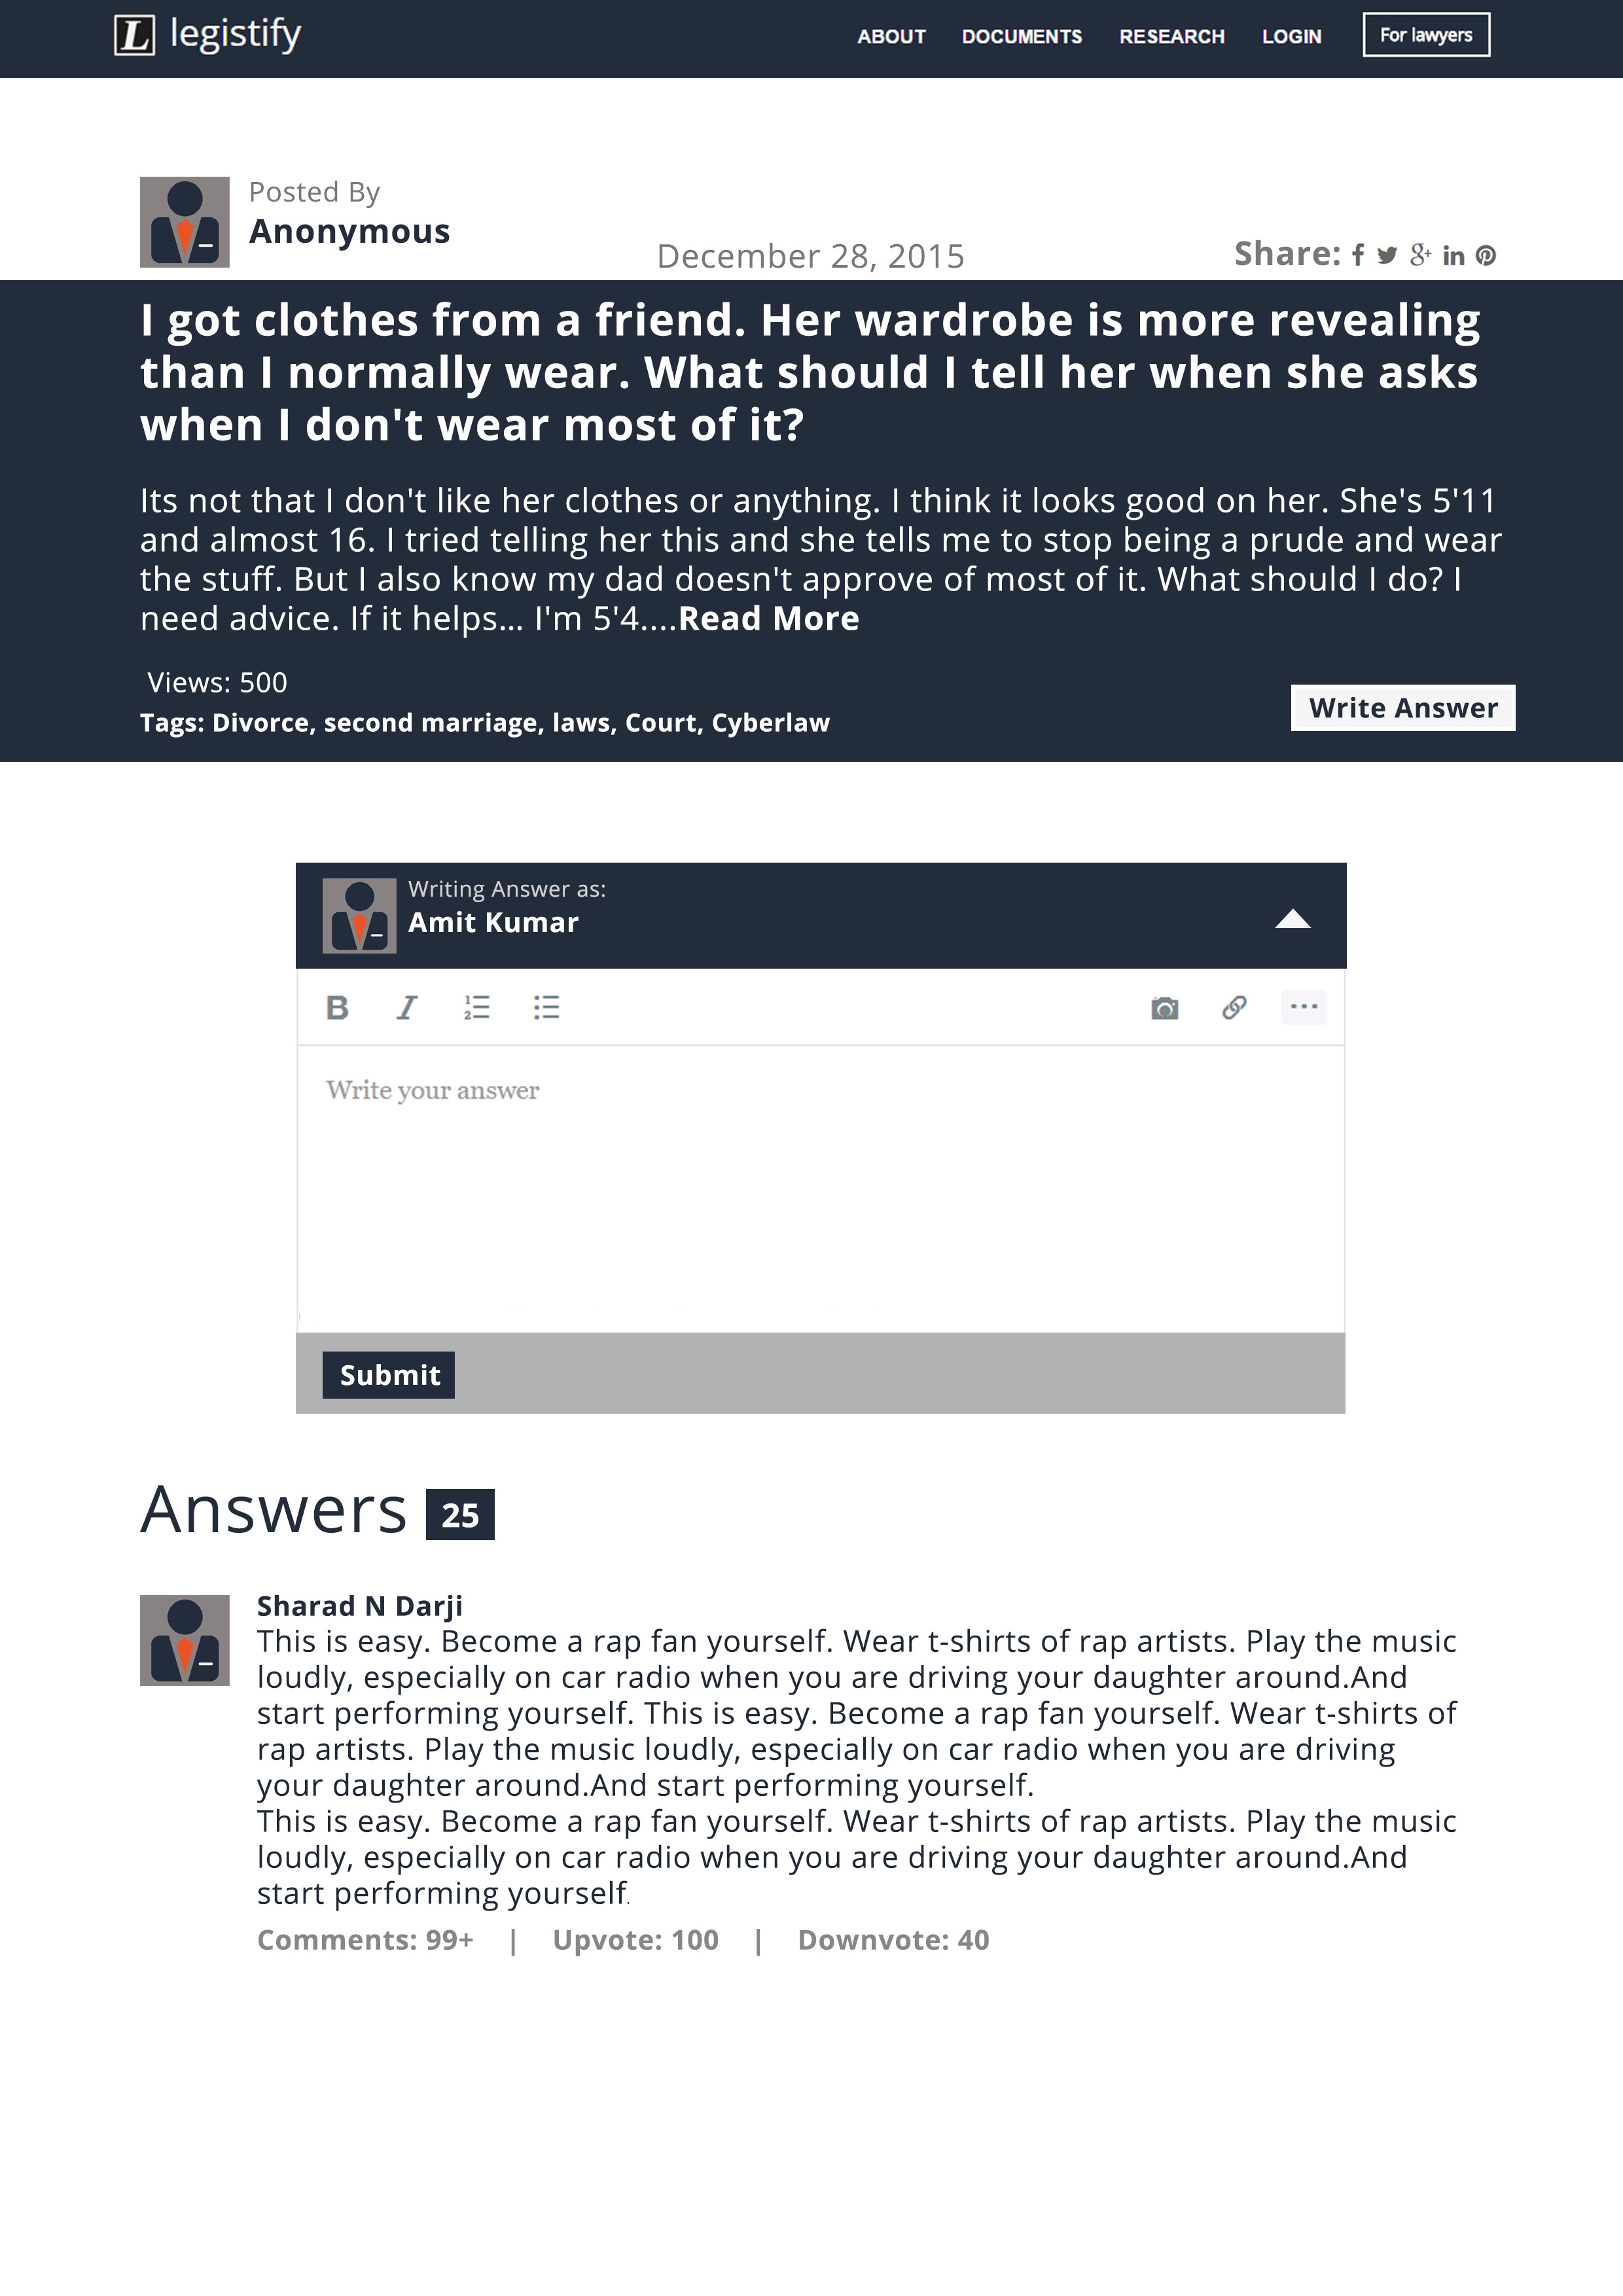 L legistify
ABOUT DOCUMENTS RESEARCH LOGIN For lawyers
Posted By
Anonymous
December 28, 2015
Share: f g+ in
I got clothes from a friend. Her wardrobe is more revealing
than I normally wear. What should I tell her when she asks
when I don't wear most of it?
Its not that I don't like her clothes or anything. I think it looks good on her. She's 5'11
and almost 16. I tried telling her this and she tells me to stop being a prude and wear
the stuff. But I also know my dad doesn't approve of most of it. What should I do? I
need advice. If it helps... I'm 5'4....Read More
Views: 500
Tags: Divorce, second marriage, laws, Court, Cyberlaw
Write Answer
Writing Answer as:
Amit Kumar
B I
Write your answer
Submit
Answers 25
Sharad N Darji
This is easy. Become a rap fan yourself. Wear t-shirts of rap artists. Play the music
loudly, especially on car radio when you are driving your daughter around.And
start performing yourself. This is easy. Become a rap fan yourself. Wear t-shirts of
rap artists. Play the music loudly, especially on car radio when you are driving
your daughter around.And start performing yourself.
This is easy. Become a rap fan yourself. Wear t-shirts of rap artists. Play the music
loudly, especially on car radio when you are driving your daughter around.And
start performing yourself.
Comments: 99+ | Upvote: 100 | Downvote: 40